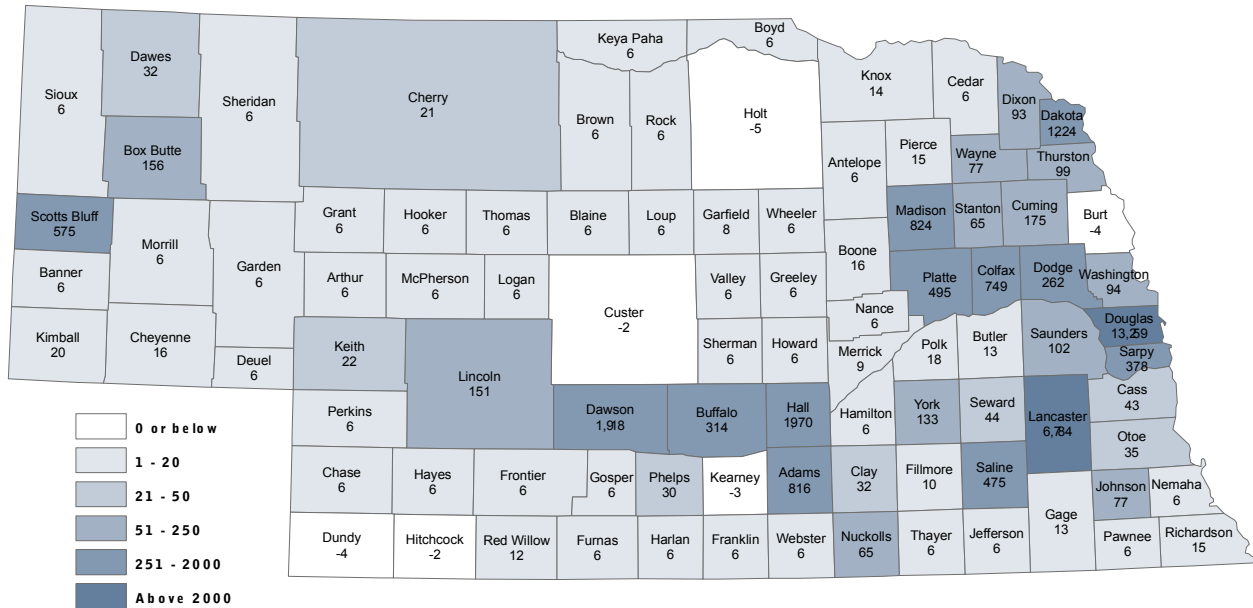 Keya Paha
6
Boyd
6
Dawes
32
Sioux
6
Sheridan
6
Cherry
21
Brown
6
Rock
6
Holt
-5
Knox
14
Cedar
6
Dixon
93
Dakota
1224
Box Butte
156
Antelope
6
Pierce
15
Wayne
77
Thurston
99
Scotts Bluff
575
Morrill
6
Garden
6
Grant
6
Hooker
6
Thomas
6
Blaine
6
Loup
6
Garfield
8
Wheeler
6
Boone
16
Madison
824
Stanton
65
Cuming
175
Burt
-4
Banner
6
Arthur
6
McPherson
6
Logan
6
Custer
-2
Valley
6
Greeley
6
Nance
6
Platte
495
Colfax
749
Dodge
262
Washington
94
Kimball
20
Cheyenne
16
Deuel
6
Keith
22
Lincoln
151
Sherman
6
Howard
6
Merrick
9
Polk
18
Butler
13
Saunders
102
Douglas
13,259
Sarpy
378
Perkins
6
Dawson
1,918
Buffalo
314
Hall
1970
Hamilton
6
York
133
Seward
44
Lancaster
6,784
Cass
43
Otoe
35
Chase
6
Hayes
6
Frontier
6
Gosper
6
Phelps
30
Kearney
-3
Adams
816
Clay
32
Fillmore
10
Saline
475
Johnson
77
Nemaha
6
Dundy
-4
Hitchcock
-2
Red Willow
12
Furnas
6
Harlan
6
Franklin
6
Webster
6
Nuckolls
65
Thayer
6
Jefferson
6
Gage
13
Pawnee
6
Richardson
15
0 or below
1 - 20
21 - 50
51 - 250
251 - 2000
Above 2000